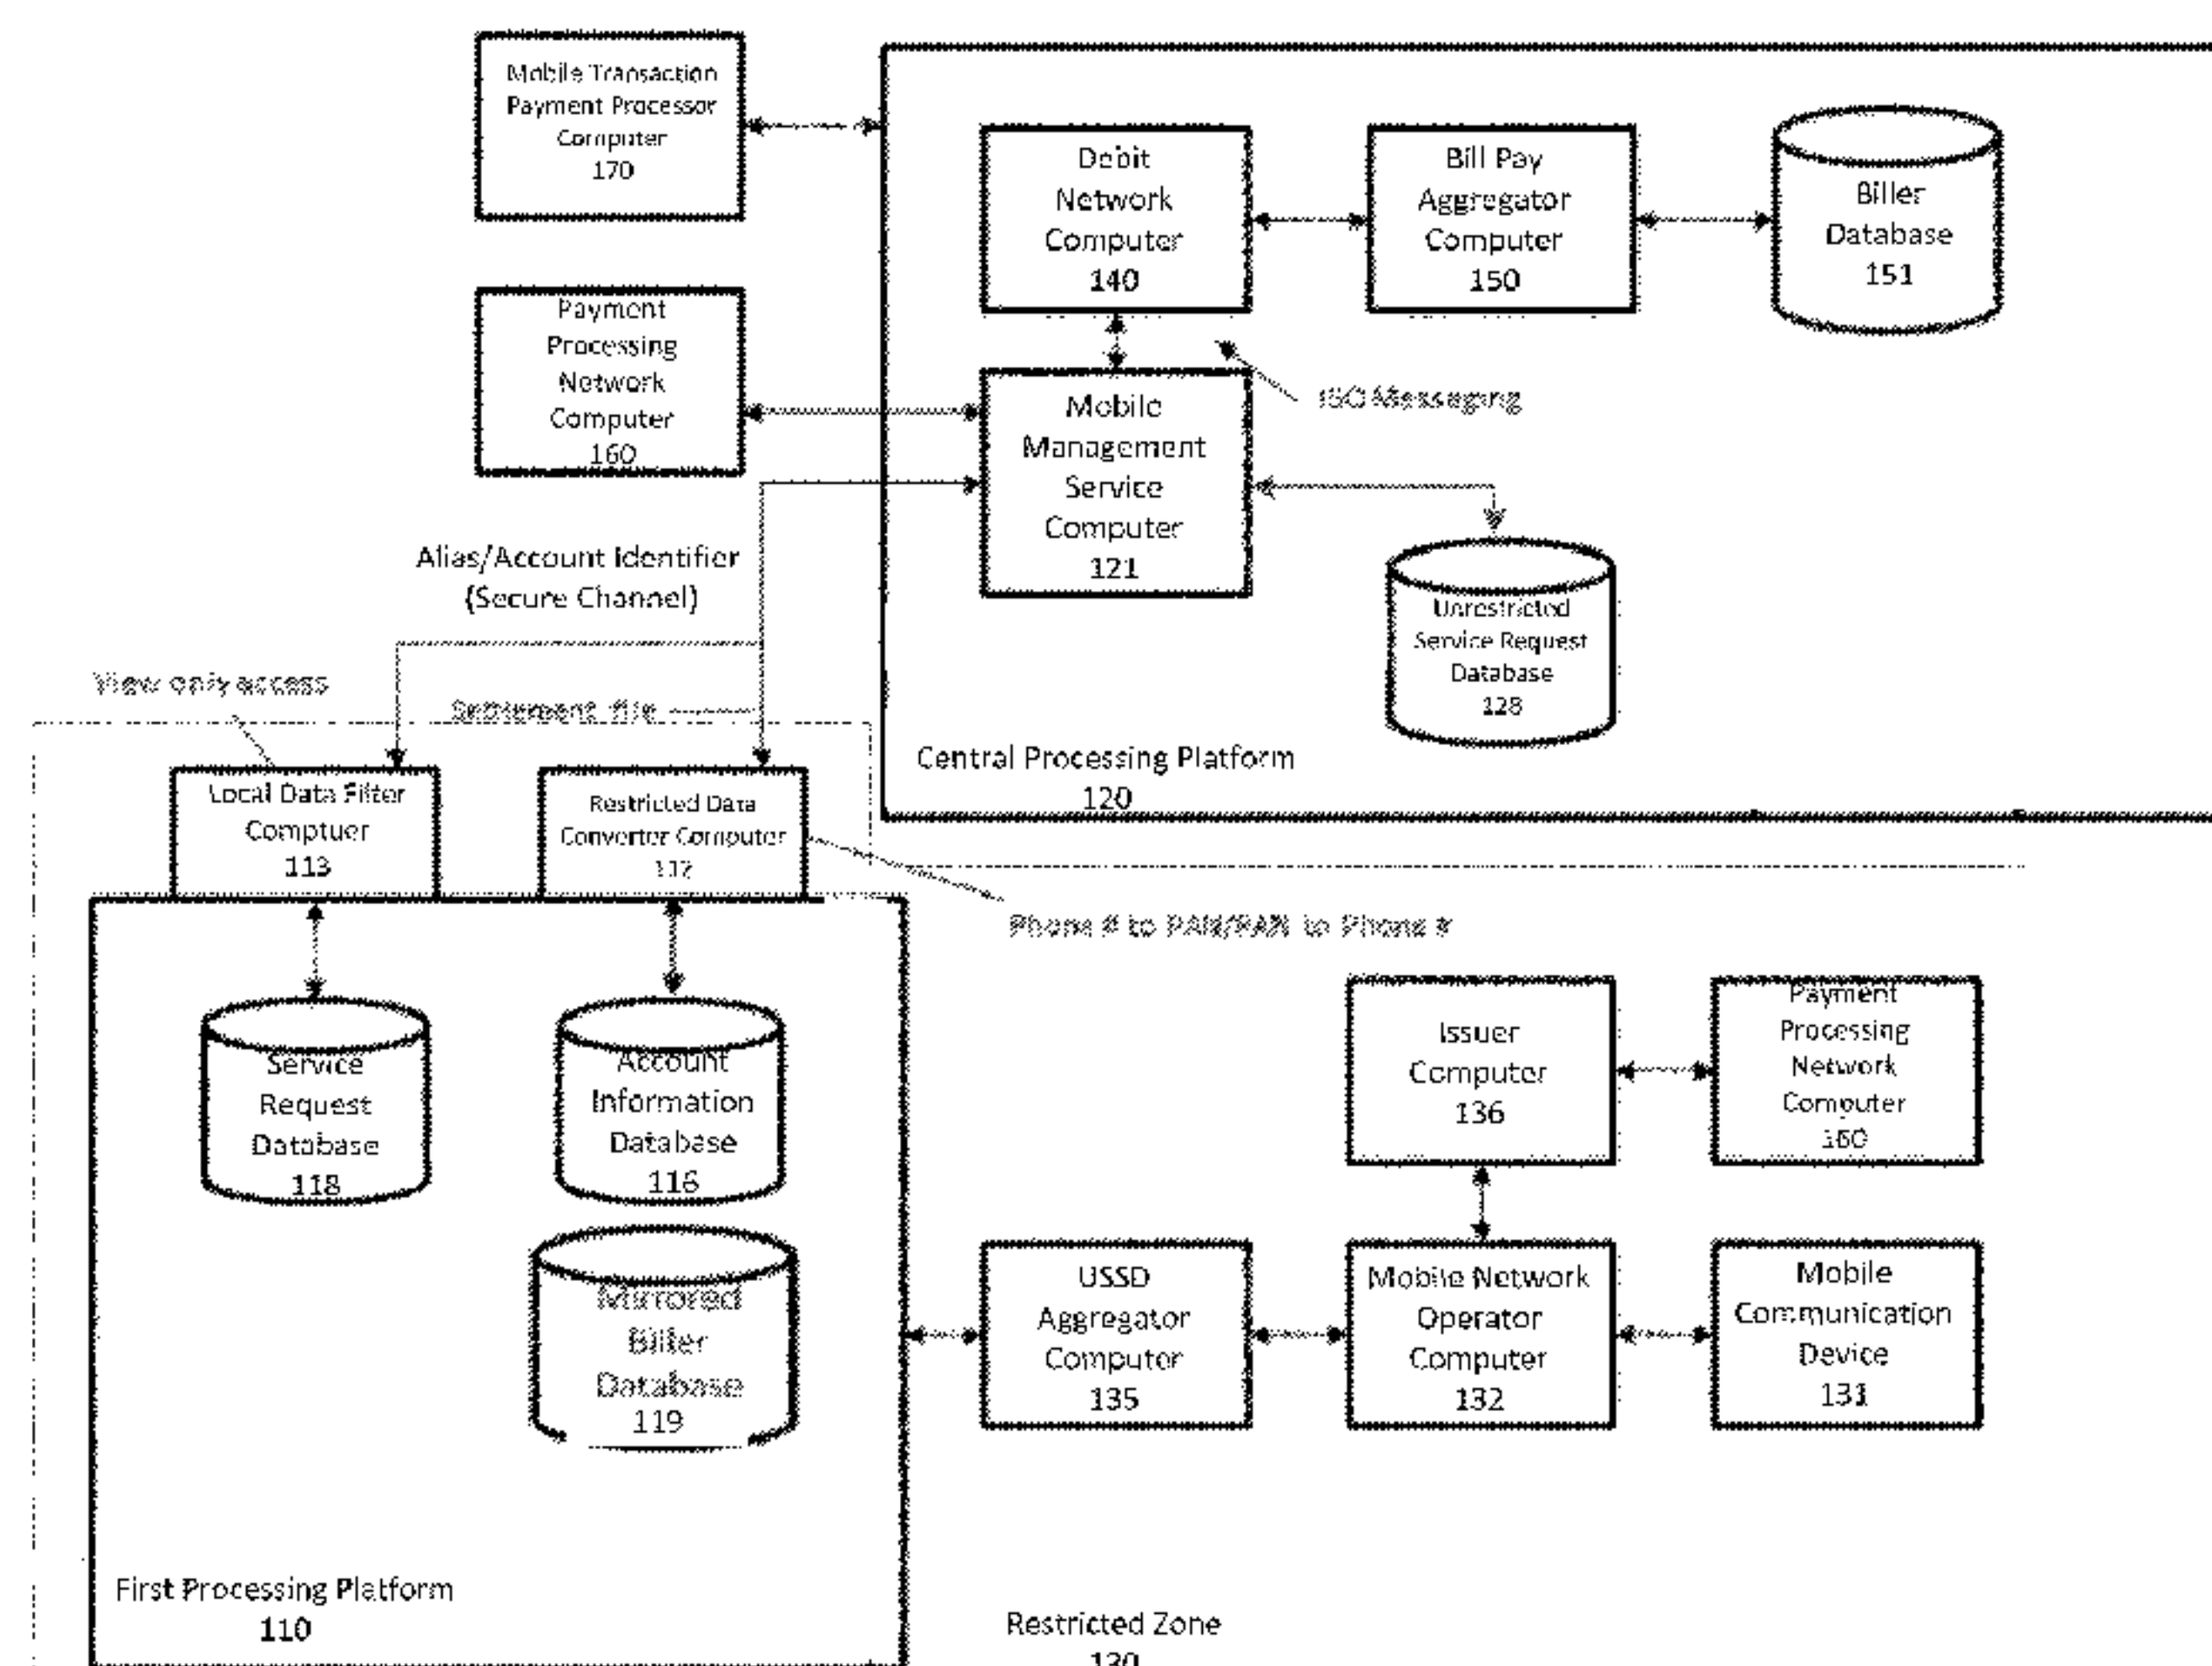 Mobile Transaction
Payment Processor
Computer
170
Debit
Network
Computer
140
Bill Pay
Aggregator
Computer
150
Biller
Database
151
Payment
Processing
Network
Computer
160
ISO Messaging
Mobile
Management
Service
Computer
121
Alias/Account Identifier
(Secure Channel)
Unrestricted
Service Request
Database
128
View only access
Settlement file
Central Processing Platform
120
Local Data Filter
Comptuer
113
Restricted Data
Converter Computer
112
Phone # to PAN/PAN to Phone #
Service
Request
Database
118
Account
Information
Database
116
Issuer
Computer
136
Payment
Processing
Network
Computer
160
Mirrored
Biller
Database
119
USSD
Aggregator
Computer
135
Mobile Network
Operator
Computer
132
Mobile
Communication
Device
131
First Processing Platform
110
Restricted Zone
130